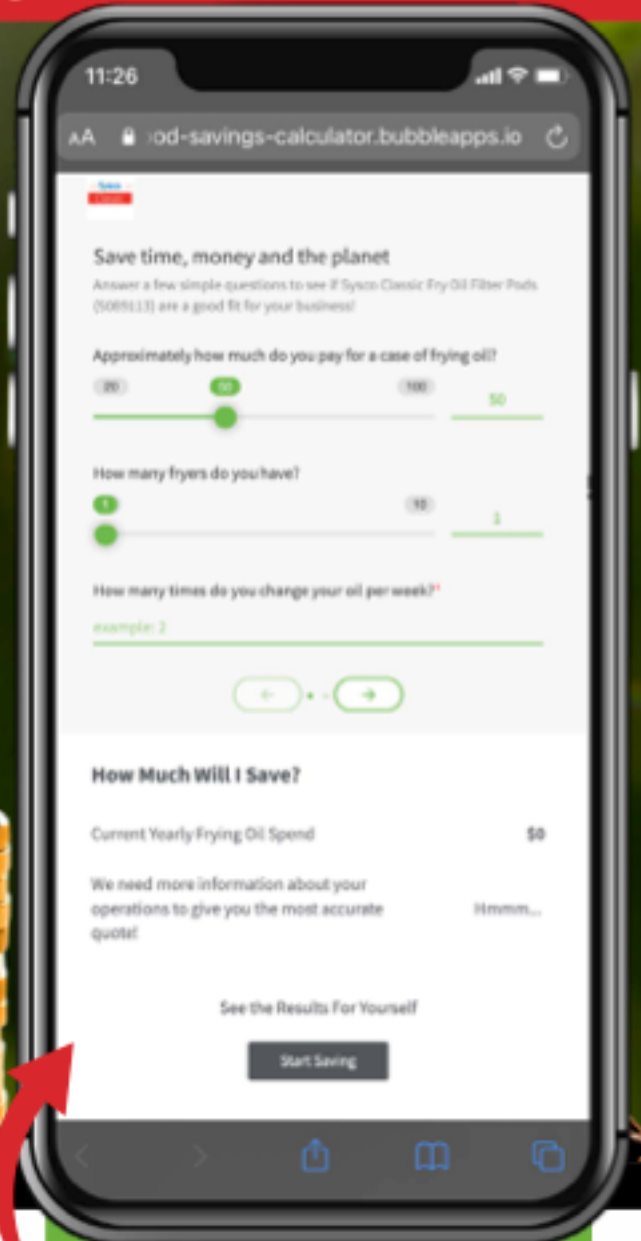 11:26
AA od-savings-calculator.bubbleapps.io
Sysco
Classic
Save time, money and the planet
Answer a few simple questions to see if Sysco Classic Fry Oil Filter Pods
(5089113) are a good fit for your business!
Approximately how much do you pay for a case of frying oil?
20 50 100 50
How many fryers do you have?
1 10 1
How many times do you change your oil per week?*
example: 2
How Much Will I Save?
Current Yearly Frying Oil Spend $0
We need more information about your
operations to give you the most accurate Hmmm...
quote!
See the Results For Yourself
Start Saving